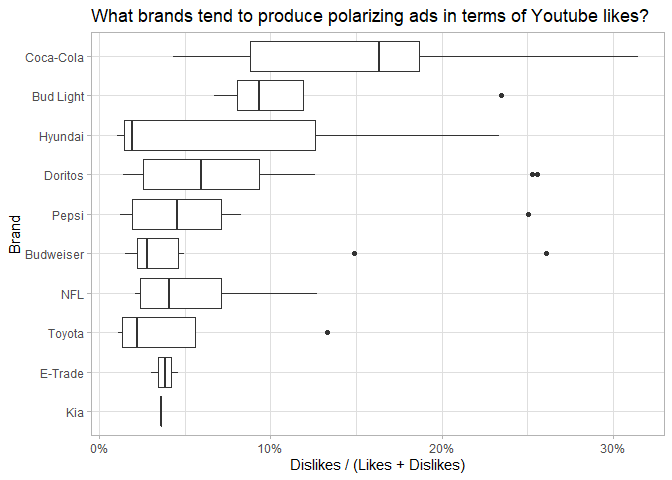 What brands tend to produce polarizing ads in terms of Youtube likes?
Brand
Coca-Cola
Bud Light
Hyundai
Doritos
Pepsi
Budweiser
NFL
Toyota
E-Trade
Kia
0% 10% 20% 30%
Dislikes / (Likes + Dislikes)